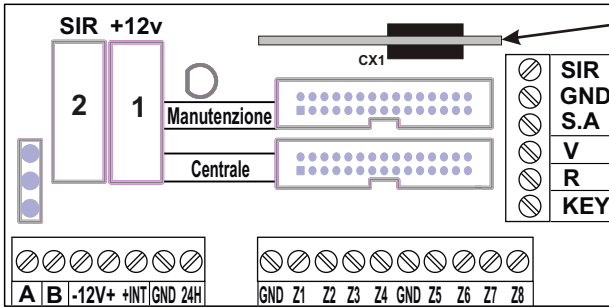 SIR +12v
CX1
2 1
Manutenzione
Centrale
SIR
GND
S.A
V
R
KEY
A B -12V+ +INT GND 24H
GND Z1 Z2 Z3 Z4 GND Z5 Z6 Z7 Z8